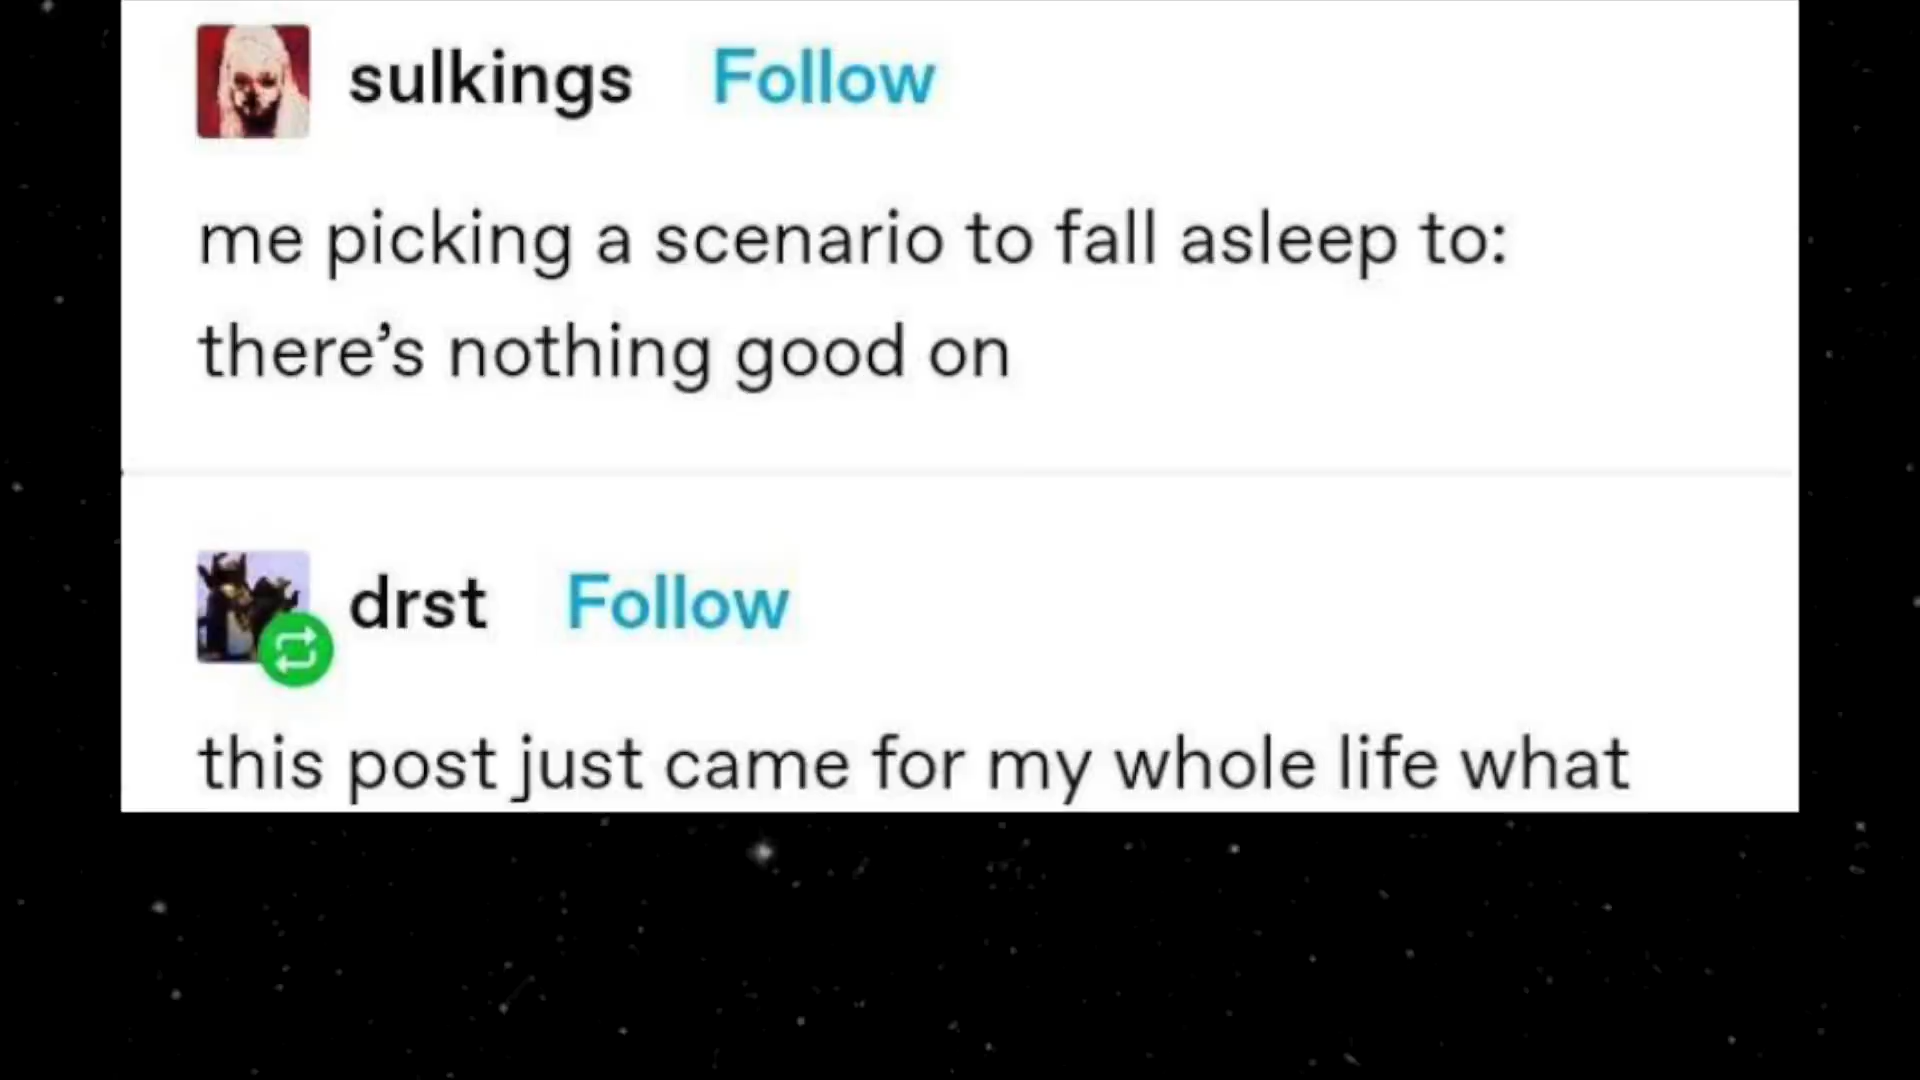 sulkings Follow
me picking a scenario to fall asleep to:
there’s nothing good on
drst Follow
this post just came for my whole life what